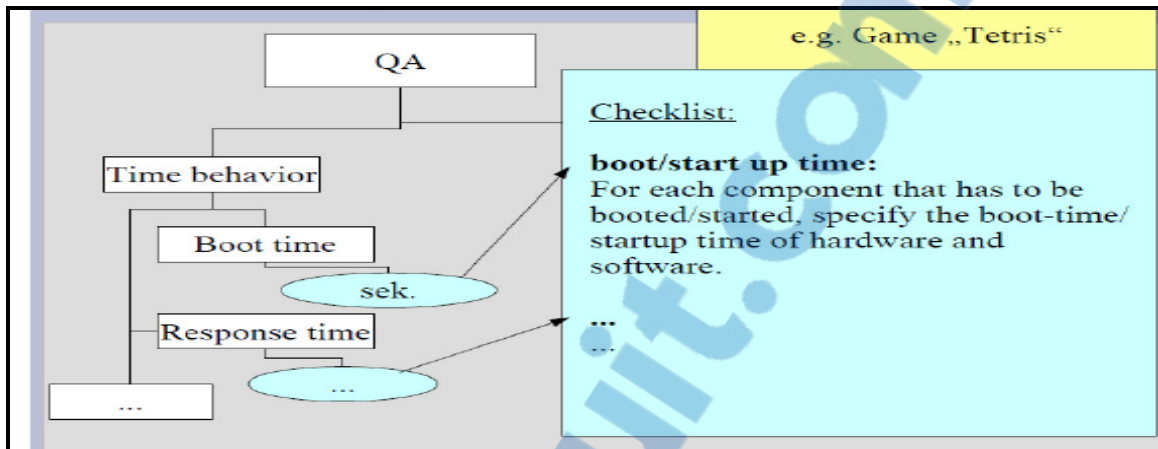 e.g. Game „Tetris“
QA
Checklist:
Time behavior
boot/start up time:
For each component that has to be
booted/started, specify the boot-time/
startup time of hardware and
software.
Boot time
sek.
Response time
...
...
...
...